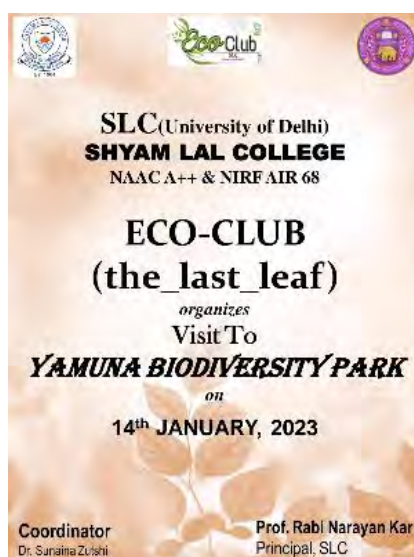 Eco-Club
SLC
SLC(University of Delhi)
SHYAM LAL COLLEGE
NAAC A++ & NIRF AIR 68
ECO-CLUB
(the_last_leaf)
organizes
Visit To
YAMUNA BIODIVERSITY PARK
on
14th JANUARY, 2023
Coordinator
Dr. Sunaina Zutshi
Prof. Rabi Narayan Kar
Principal, SLC